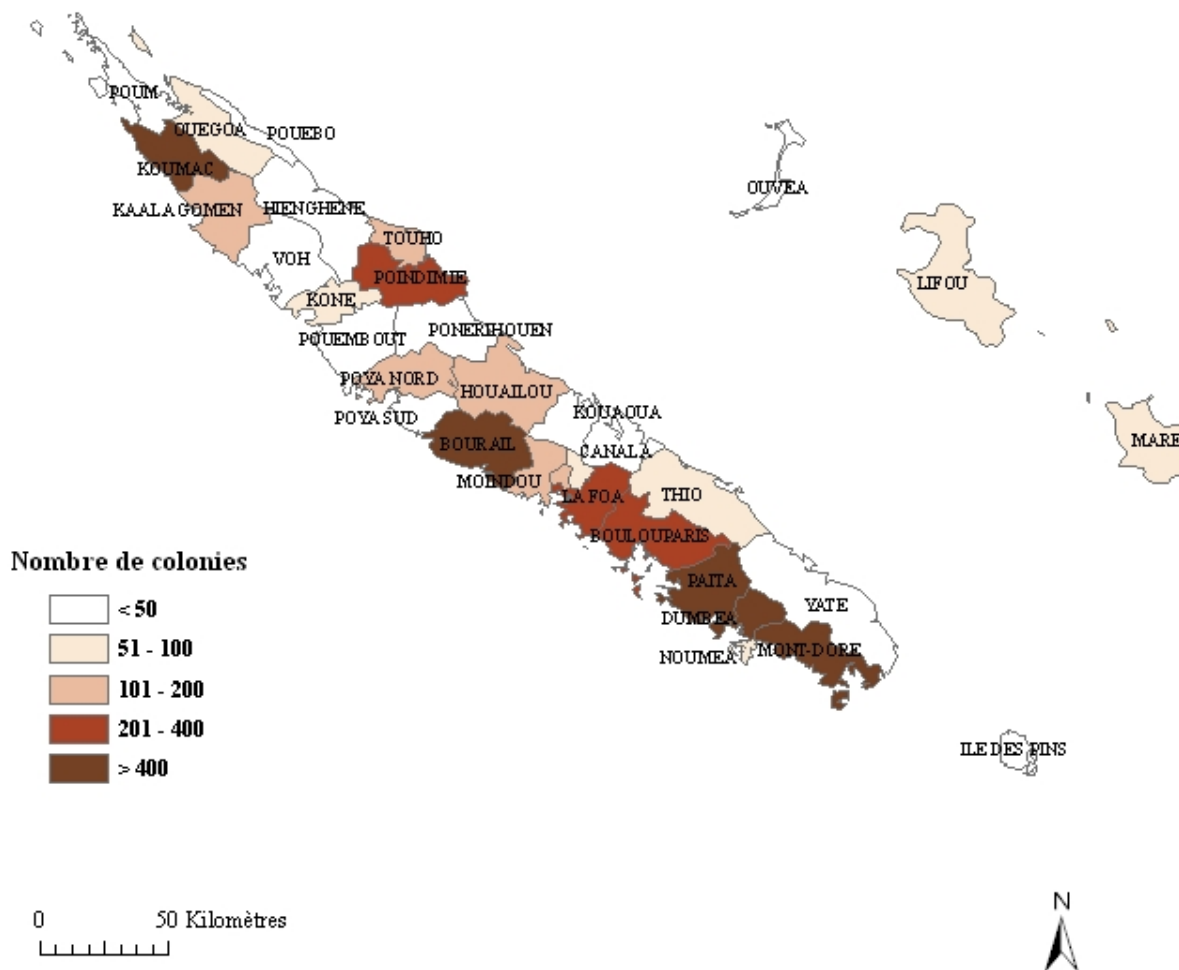 POUM
OUEGOA
POUEBO
KOUMAC
OUVEA
KAALA GOMEN
HIENGHENE
TOUHO
VOH
POINDIMIE
LIFOU
KONE
POUEMBOUT
PONERIHOUEN
POYA NORD
HOUAILOU
POYA SUD
KOUAOUA
BOURAIL
CANALA
MARE
MOINDOU
LA FOA
THIO
BOULOUPARIS
Nombre de colonies
PAITA
< 50
YATE
DUMBEA
51 - 100
NOUMEA
MONT-DORE
101 - 200
201 - 400
ILE DES PINS
> 400
0 50 Kilomètres
N